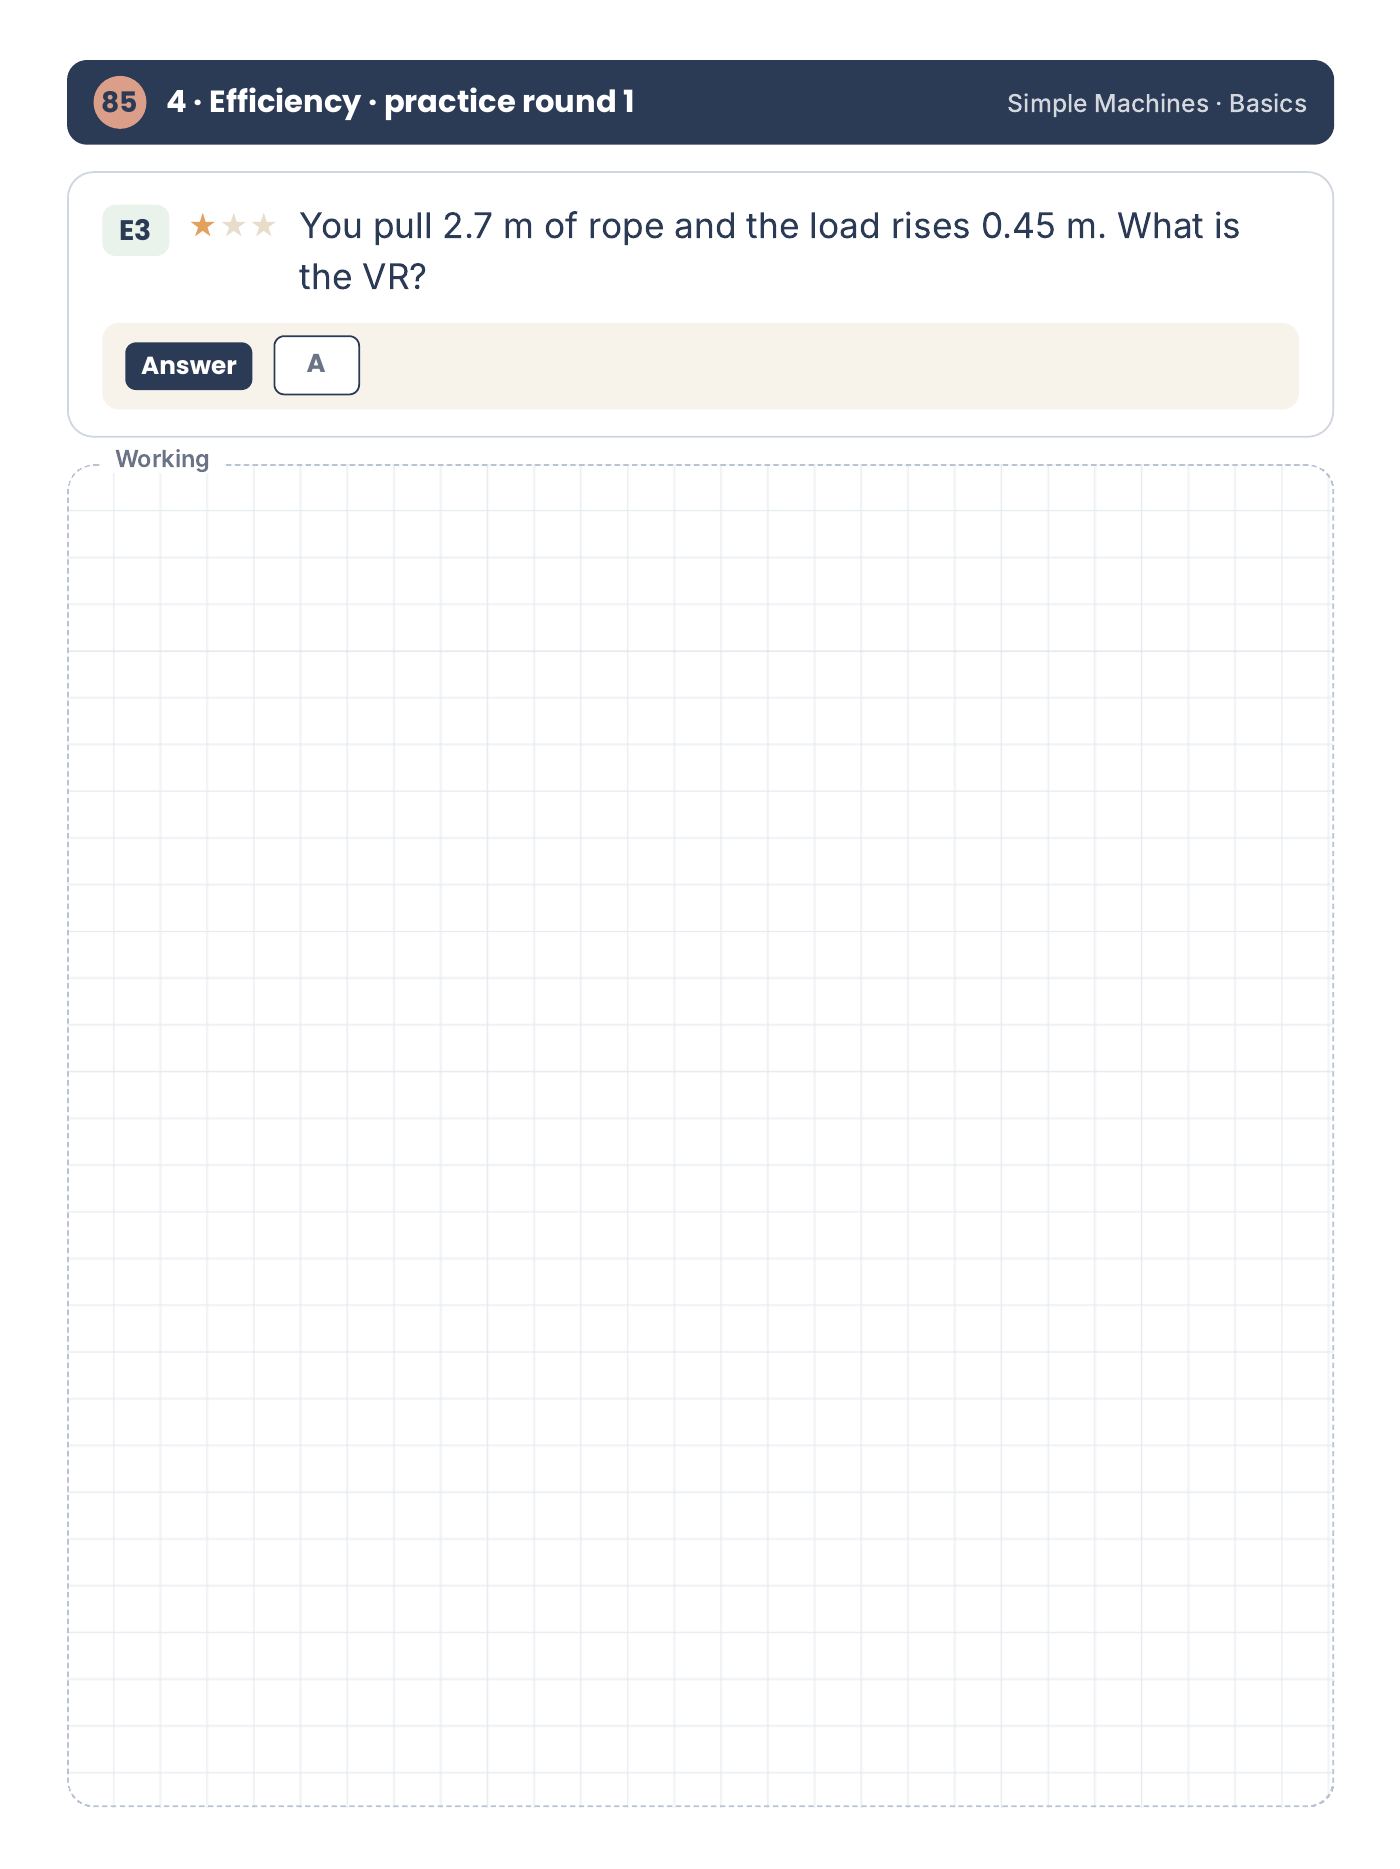 85 4 · Efficiency · practice round 1 Simple Machines · Basics
E3 ★★★ You pull 2.7 m of rope and the load rises 0.45 m. What is
the VR?
Answer A
Working